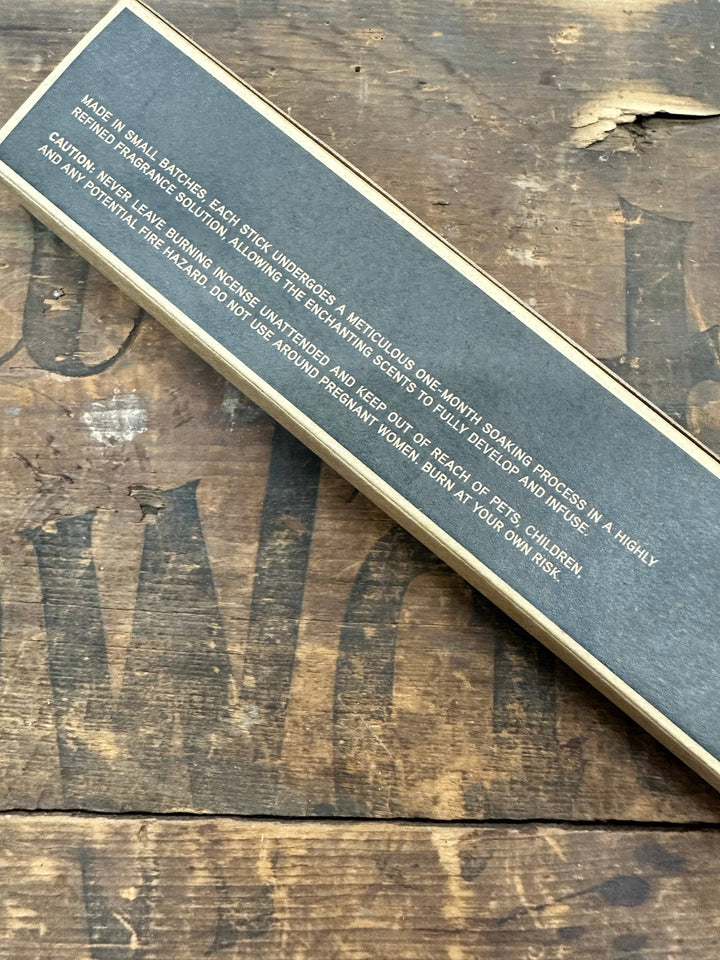 MADE IN SMALL BATCHES, EACH STICK UNDERGOES A METICULOUS ONE-MONTH SOAKING PROCESS IN A HIGHLY
REFINED FRAGRANCE SOLUTION, ALLOWING THE ENCHANTING SCENTS TO FULLY DEVELOP AND INFUSE.
CAUTION: NEVER LEAVE BURNING INCENSE UNATTENDED AND KEEP OUT OF REACH OF PETS, CHILDREN,
AND ANY POTENTIAL FIRE HAZARD. DO NOT USE AROUND PREGNANT WOMEN. BURN AT YOUR OWN RISK.